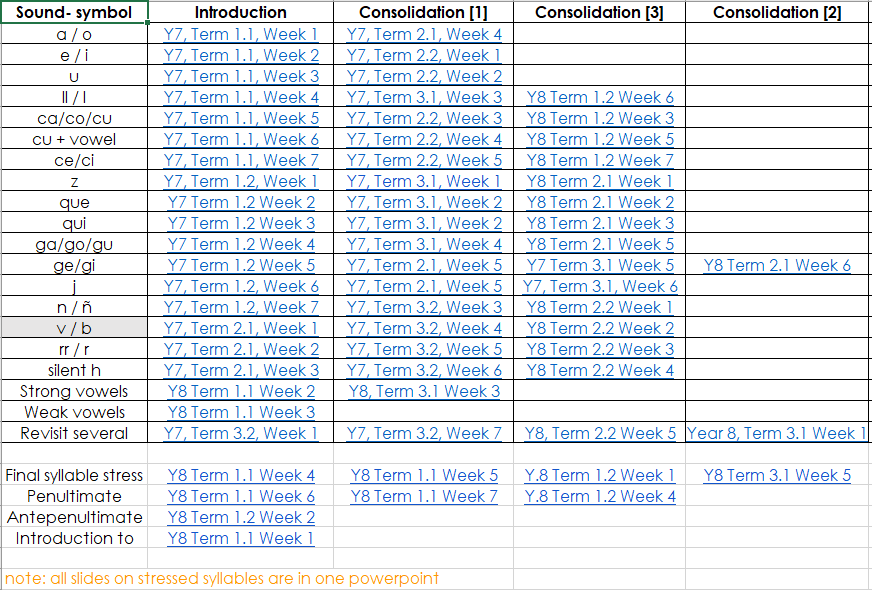 Sound- symbol Introduction Consolidation [1] Consolidation [3] Consolidation [2]
a / o Y7, Term 1.1, Week 1 Y7, Term 2.1, Week 4
e / i Y7, Term 1.1, Week 2 Y7, Term 2.2, Week 1
u Y7, Term 1.1, Week 3 Y7, Term 2.2, Week 2
ll / l Y7, Term 1.1, Week 4 Y7, Term 3.1, Week 3 Y8 Term 1.2 Week 6
ca/co/cu Y7, Term 1.1, Week 5 Y7, Term 2.2, Week 3 Y8 Term 1.2 Week 3
cu + vowel Y7, Term 1.1, Week 6 Y7, Term 2.2, Week 4 Y8 Term 1.2 Week 5
ce/ci Y7, Term 1.1, Week 7 Y7, Term 2.2, Week 5 Y8 Term 1.2 Week 7
z Y7, Term 1.2, Week 1 Y7, Term 3.1, Week 1 Y8 Term 2.1 Week 1
que Y7 Term 1.2 Week 2 Y7, Term 3.1, Week 2 Y8 Term 2.1 Week 2
qui Y7 Term 1.2 Week 3 Y7, Term 3.1, Week 2 Y8 Term 2.1 Week 3
ga/go/gu Y7 Term 1.2 Week 4 Y7, Term 3.1, Week 4 Y8 Term 2.1 Week 5
ge/gi Y7 Term 1.2 Week 5 Y7, Term 2.1, Week 5 Y7 Term 3.1 Week 5 Y8 Term 2.1 Week 6
j Y7, Term 1.2, Week 6 Y7, Term 2.1, Week 5 Y7, Term 3.1, Week 6
n / ñ Y7, Term 1.2, Week 7 Y7, Term 3.2, Week 3 Y8 Term 2.2 Week 1
v / b Y7, Term 2.1, Week 1 Y7, Term 3.2, Week 4 Y8 Term 2.2 Week 2
rr / r Y7, Term 2.1, Week 2 Y7, Term 3.2, Week 5 Y8 Term 2.2 Week 3
silent h Y7, Term 2.1, Week 3 Y7, Term 3.2, Week 6 Y8 Term 2.2 Week 4
Strong vowels Y8 Term 1.1 Week 2 Y8, Term 3.1 Week 3
Weak vowels Y8 Term 1.1 Week 3
Revisit several Y7, Term 3.2, Week 1 Y7, Term 3.2, Week 7 Y8, Term 2.2 Week 5 Year 8, Term 3.1 Week 1
Final syllable stress Y8 Term 1.1 Week 4 Y8 Term 1.1 Week 5 Y.8 Term 1.2 Week 1 Y8 Term 3.1 Week 5
Penultimate Y8 Term 1.1 Week 6 Y8 Term 1.1 Week 7 Y.8 Term 1.2 Week 4
Antepenultimate Y8 Term 1.2 Week 2
Introduction to Y8 Term 1.1 Week 1
note: all slides on stressed syllables are in one powerpoint